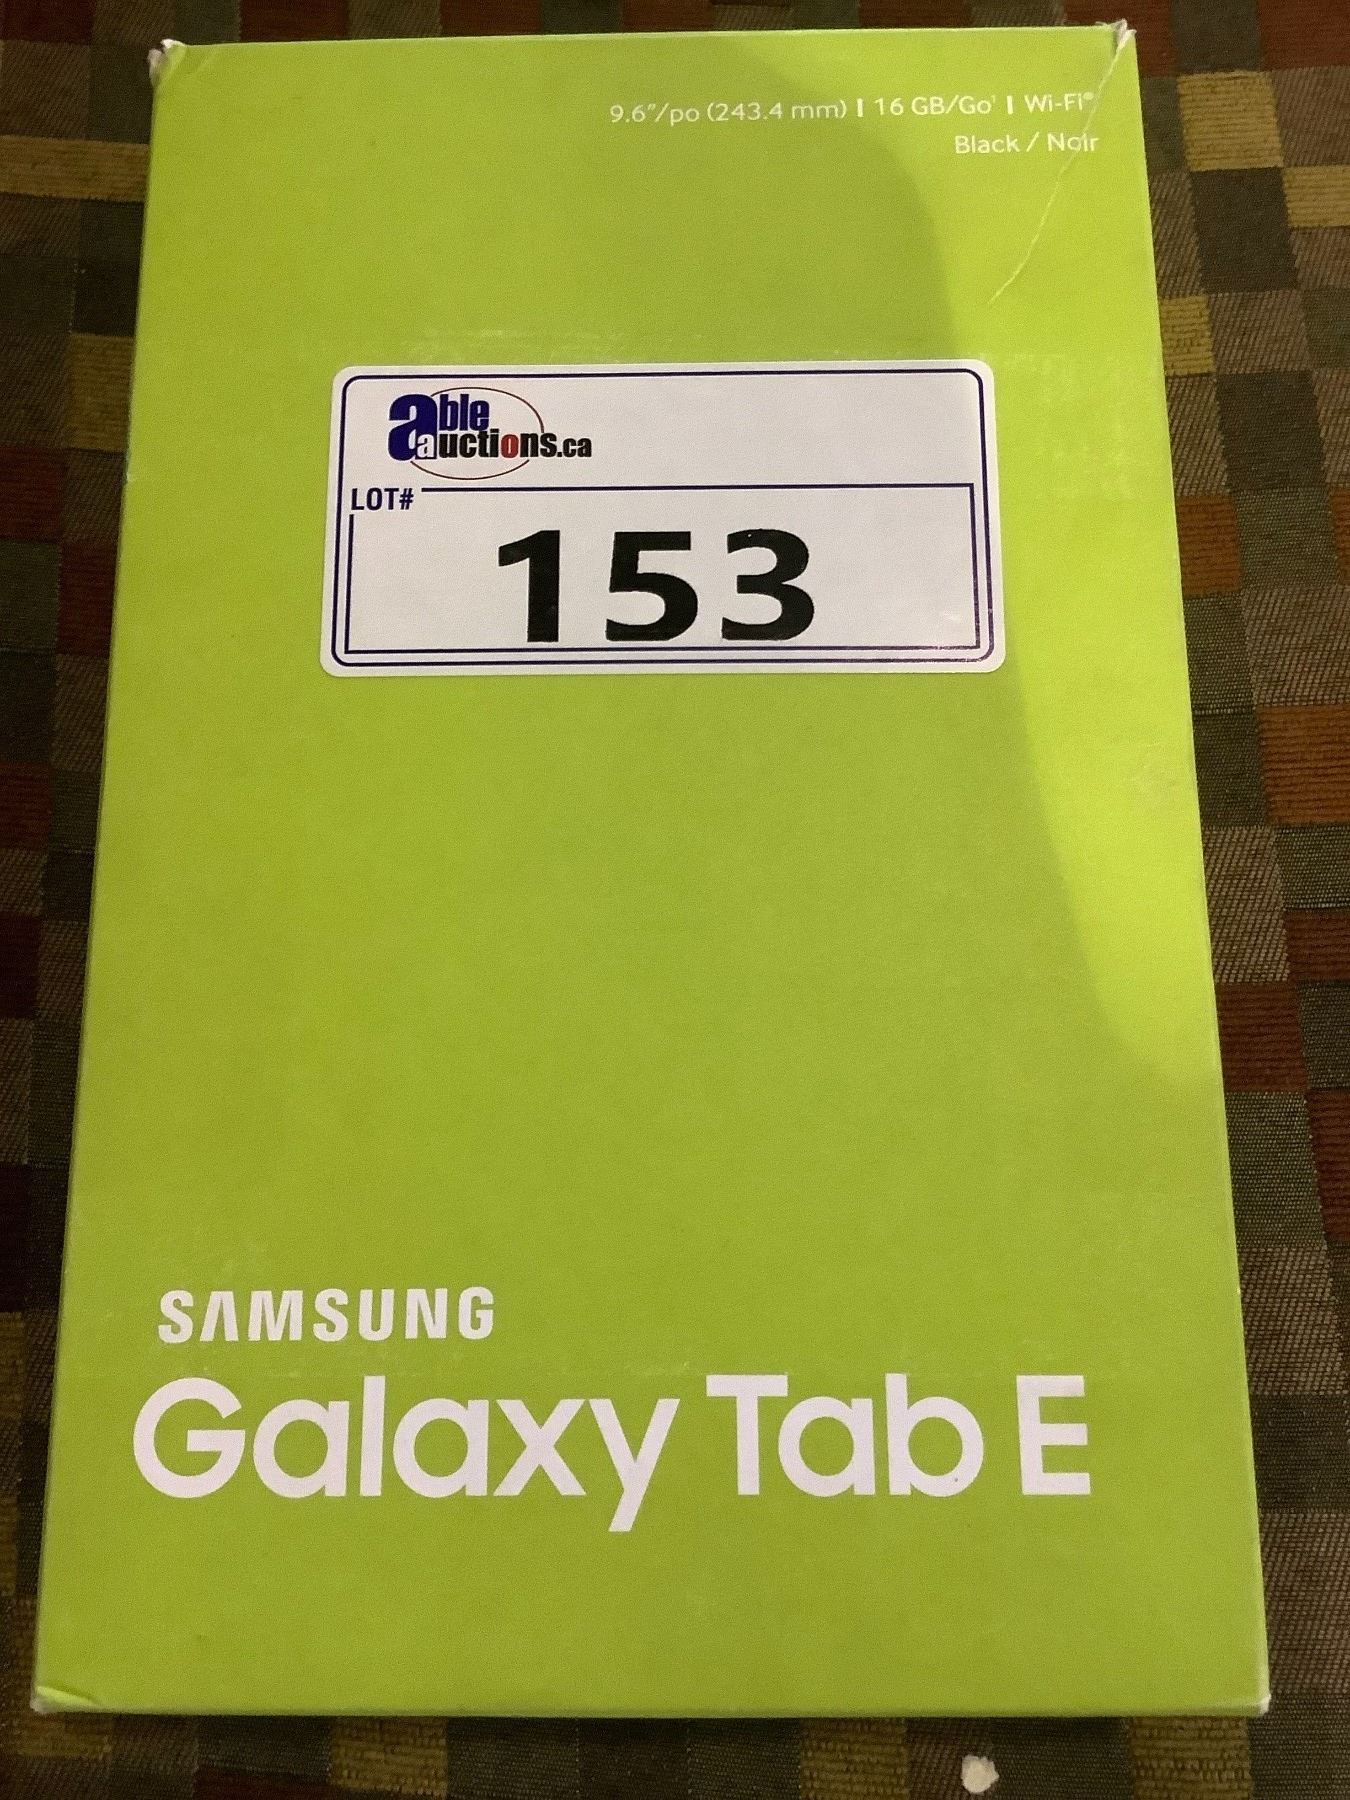 9.6"/po (243.4 mm) | 16 GB/Go¹ | Wi-Fi®
Black / Noir
able
auctions.ca
LOT#
153
SAMSUNG
Galaxy Tab E